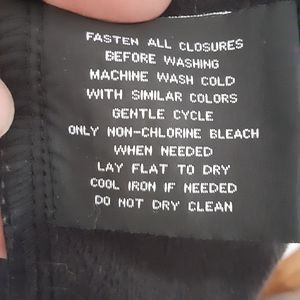 FASTEN ALL CLOSURES
BEFORE WASHING
MACHINE WASH COLD
WITH SIMILAR COLORS
GENTLE CYCLE
ONLY NON-CHLORINE BLEACH
WHEN NEEDED
LAY FLAT TO DRY
COOL IRON IF NEEDED
DO NOT DRY CLEAN